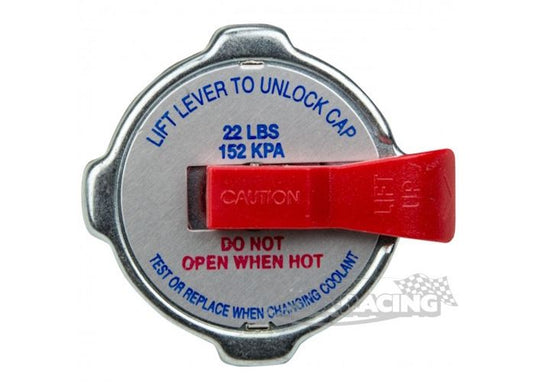 LIFT LEVER TO UNLOCK CAP
22 LBS
152 KPA
CAUTION
LIFT
UP
DO NOT
OPEN WHEN HOT
TEST OR REPLACE WHEN CHANGING COOLANT
RACING